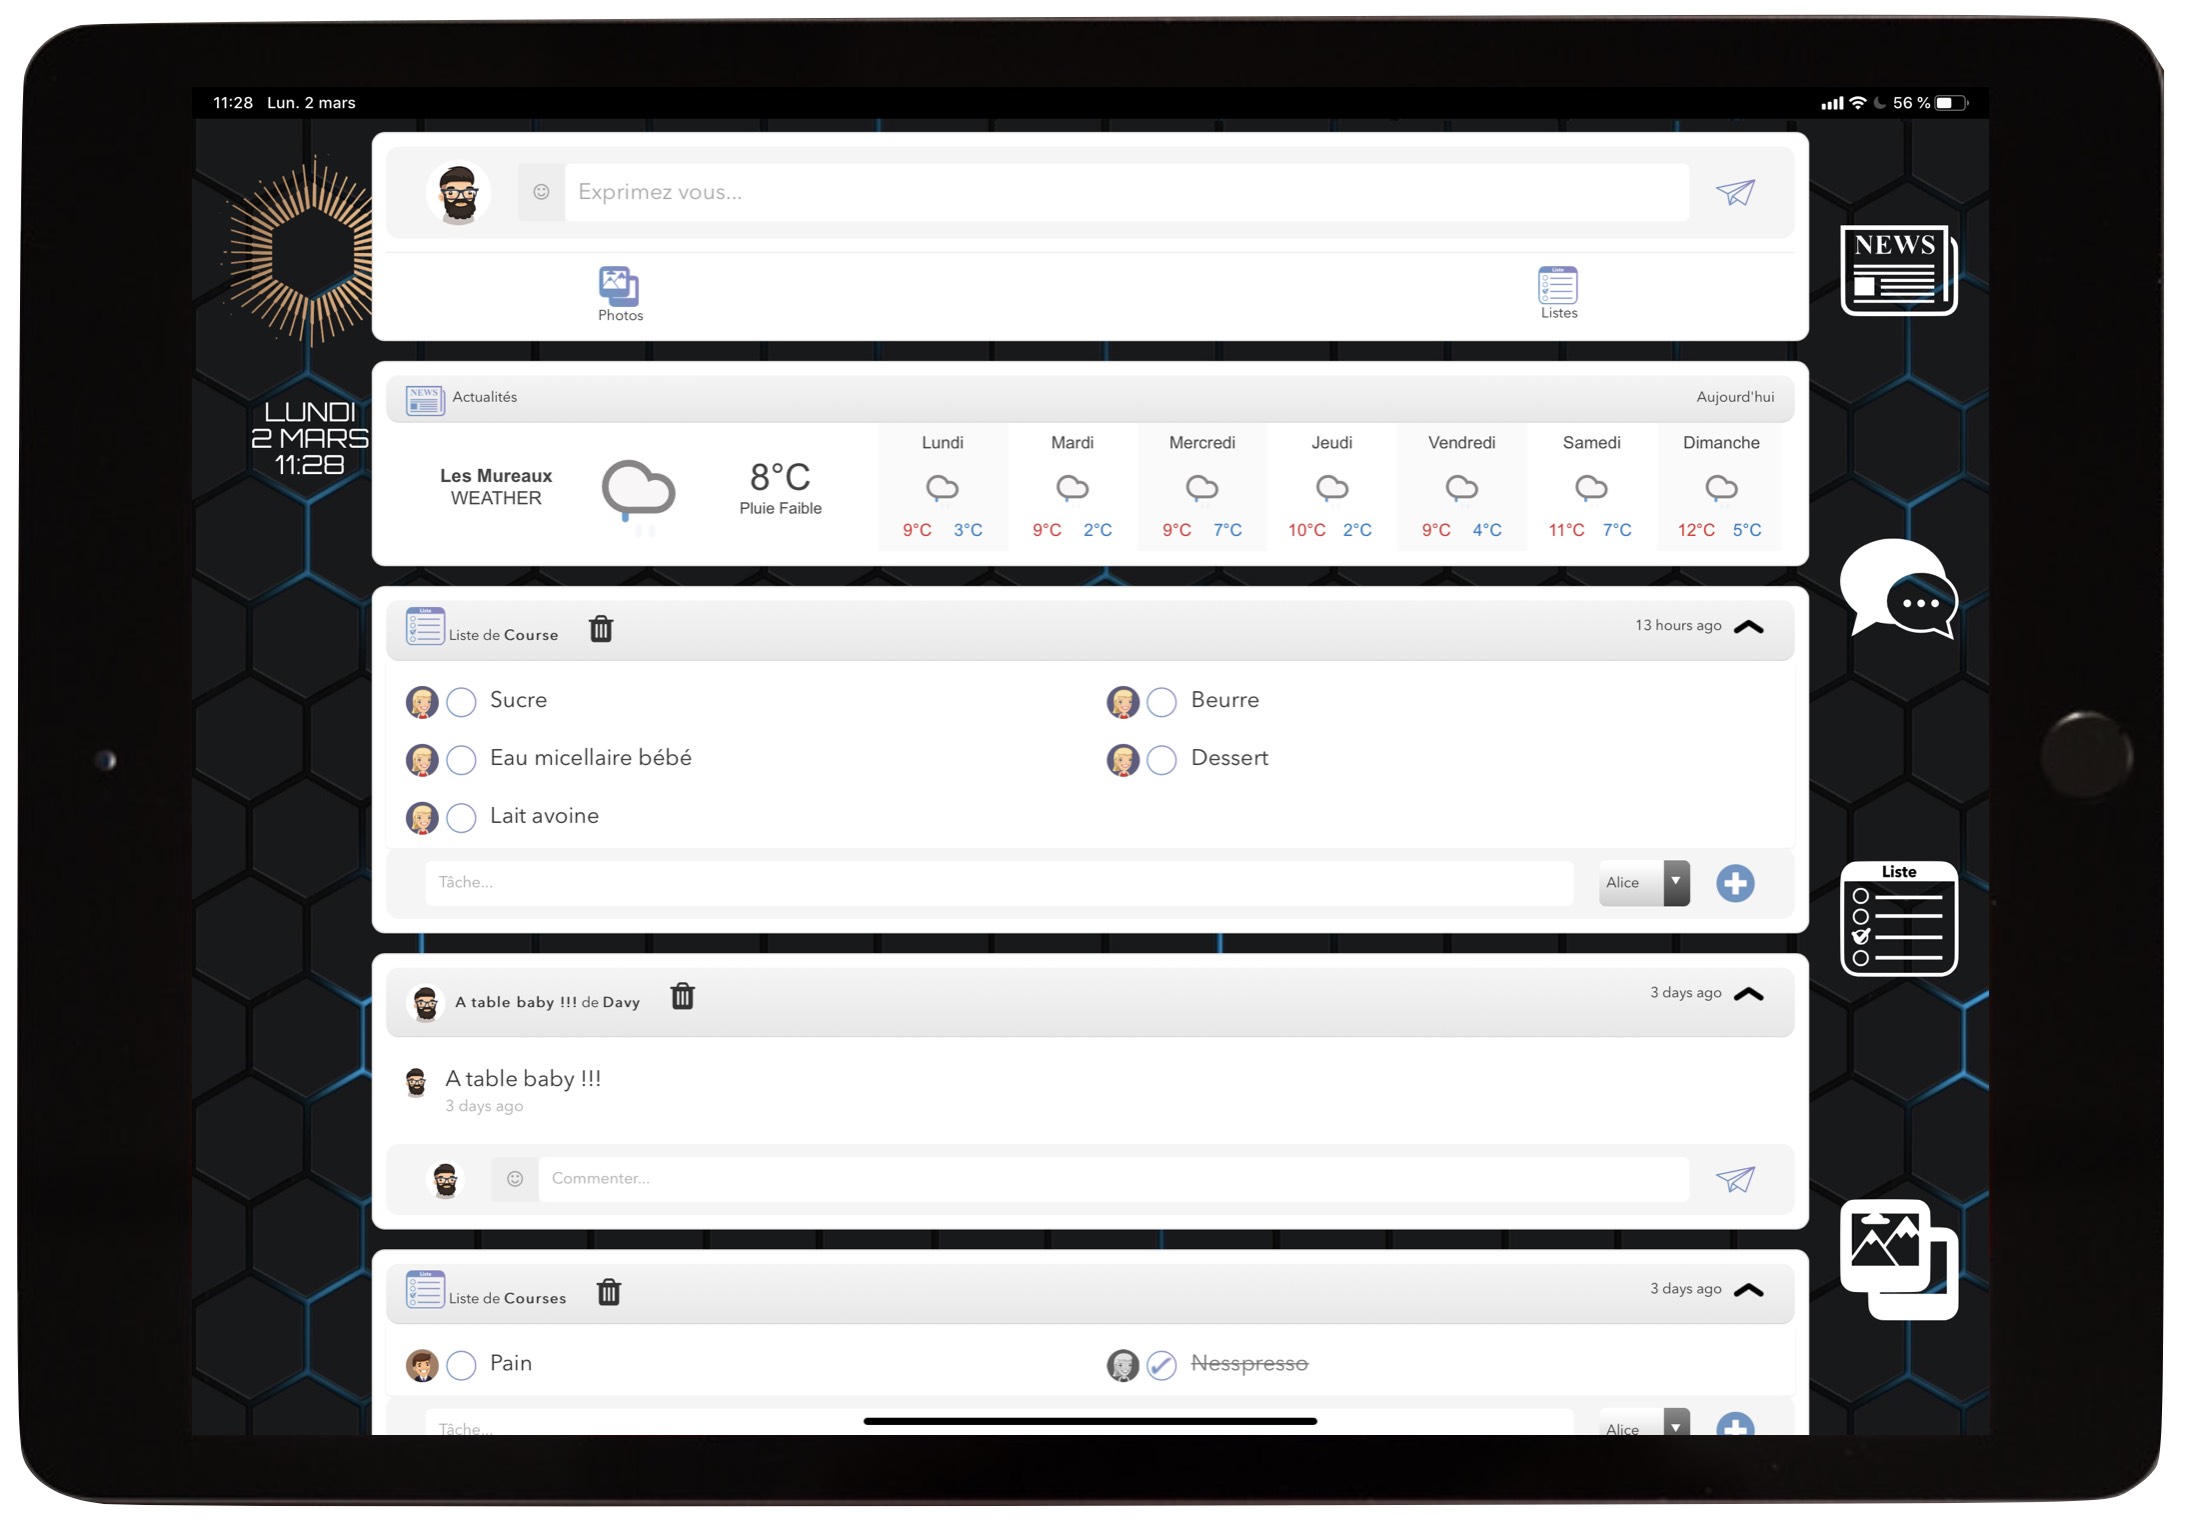 11:28 Lun. 2 mars
56 %
Exprimez vous...
Photos
Listes
NEWS
LUNDI
2 MARS
11:28
NEWS Actualités
Aujourd'hui
Les Mureaux
WEATHER
8°C
Pluie Faible
Lundi Mardi Mercredi Jeudi Vendredi Samedi Dimanche
9°C 3°C 9°C 2°C 9°C 7°C 10°C 2°C 9°C 4°C 11°C 7°C 12°C 5°C
Liste
Liste de Course
13 hours ago
Sucre
Beurre
Eau micellaire bébé
Dessert
Lait avoine
Tâche...
Alice
Liste
A table baby !!! de Davy
3 days ago
A table baby !!!
3 days ago
Commenter...
Liste
Liste de Courses
3 days ago
Pain
Nesspresso
Tâche...
Alice